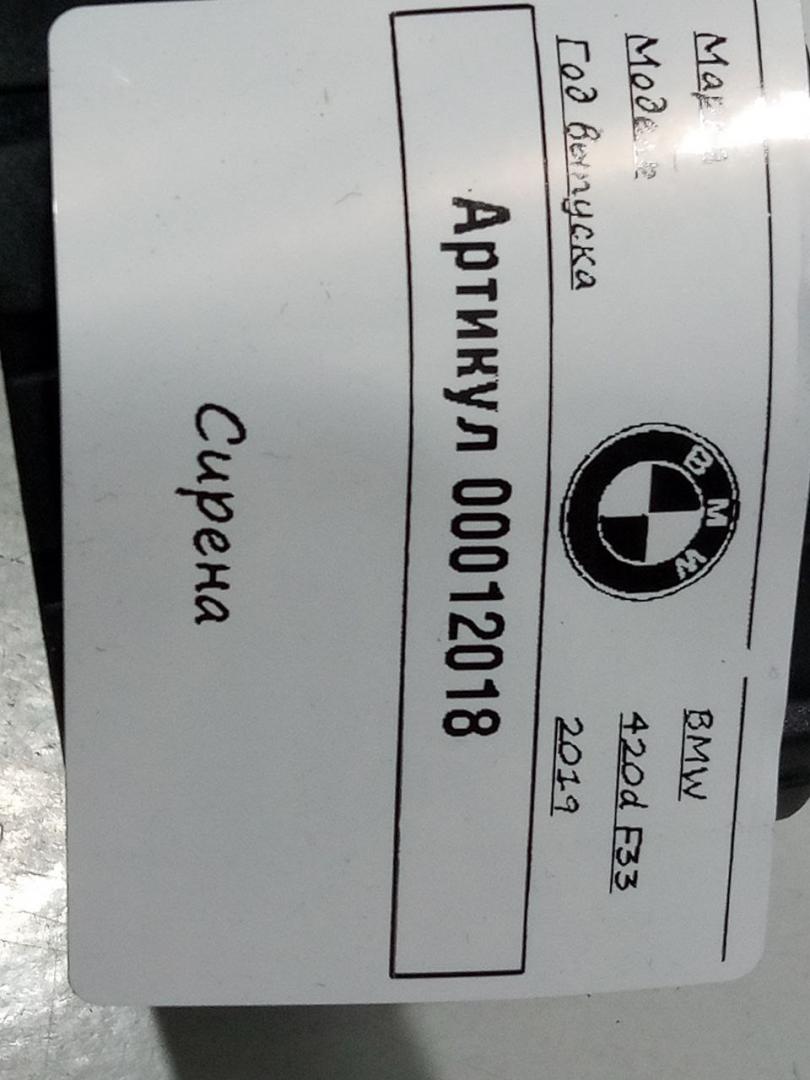 Марка BMW
Модель 420d F33
Год выпуска 2019
BMW
Артикул 00012018
Сирена